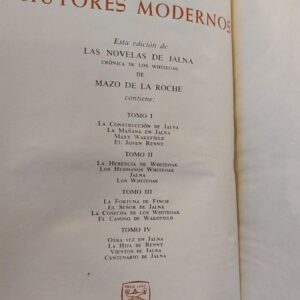 AUTORES MODERNOS
Esta edición de
LAS NOVELAS DE JALNA
CRÓNICA DE LOS WHITEOAK
DE
MAZO DE LA ROCHE
contiene:
TOMO I
La Construcción de Jalna
La Mañana en Jalna
Mary Wakefield
El Joven Renny
TOMO II
La Herencia de Whiteoak
Los Hermanos Whiteoak
Jalna
Los Whiteoak
TOMO III
La Fortuna de Finch
El Señor de Jalna
La Cosecha de los Whiteoak
El Camino de Wakefield
TOMO IV
Otra vez en Jalna
La Hija de Renny
Vientos de Jalna
Centenario de Jalna